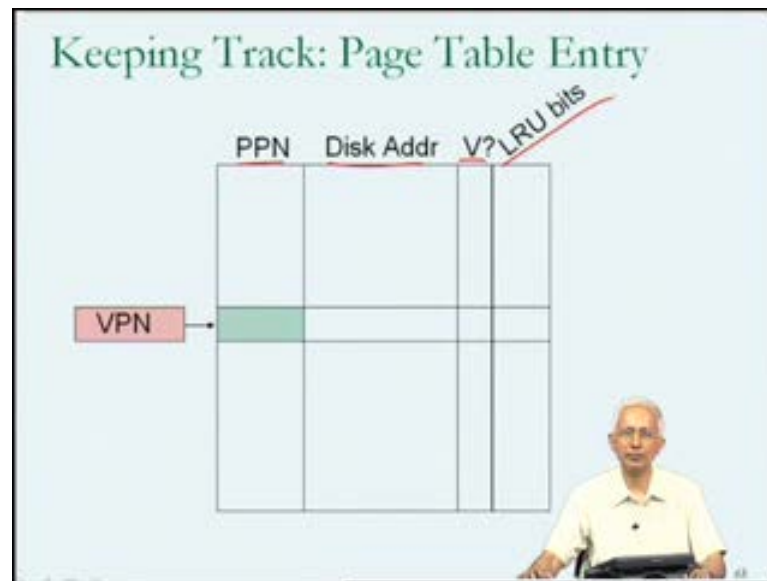 Keeping Track: Page Table Entry
PPN Disk Addr V? LRU bits
VPN